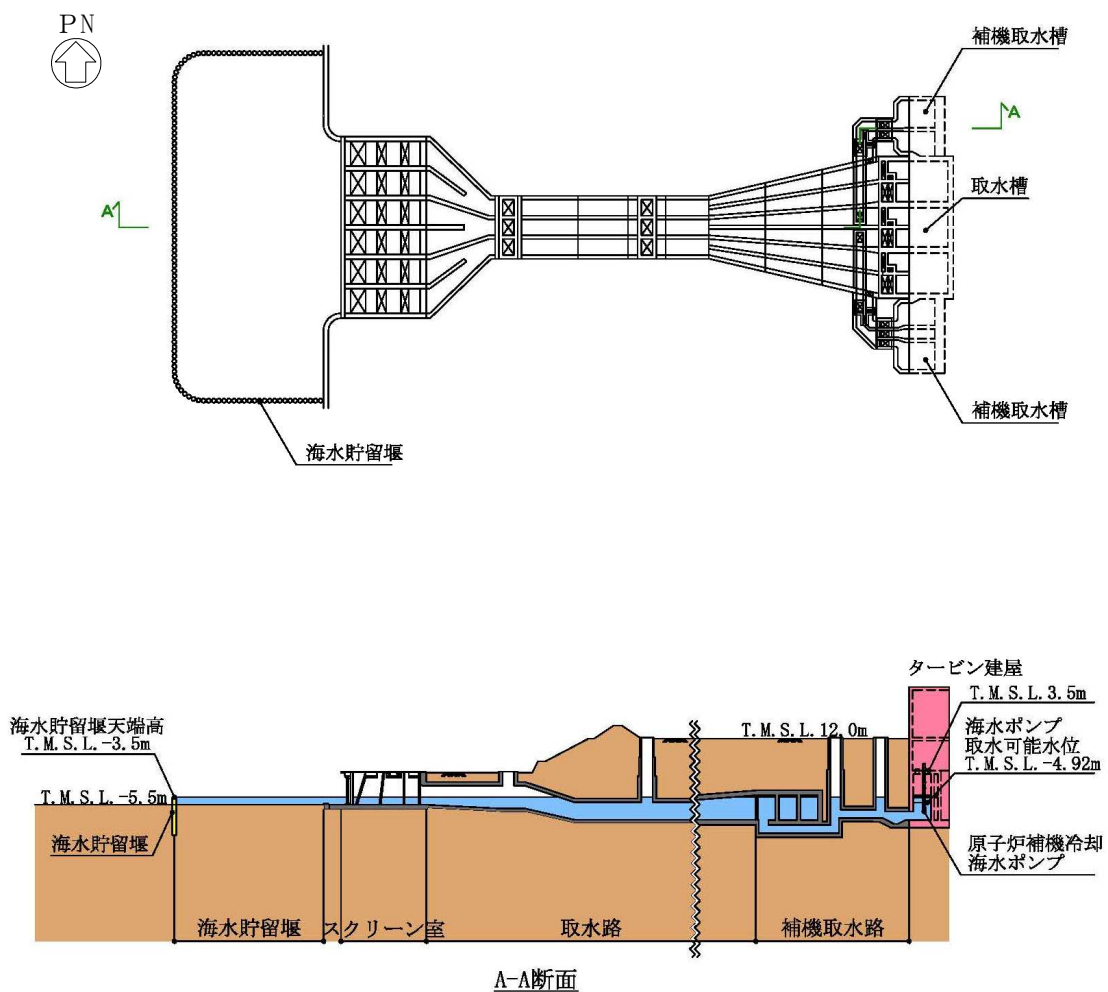 PN
補機取水槽
A
取水槽
A
補機取水槽
海水貯留堰
タービン建屋
T.M.S.L.3.5m
海水貯留堰天端高
T.M.S.L.-3.5m
T.M.S.L.12.0m
海水ポンプ
取水可能水位
T.M.S.L.-4.92m
T.M.S.L.-5.5m
海水貯留堰
原子炉補機冷却
海水ポンプ
海水貯留堰
スクリーン室
取水路
補機取水路
A-A断面